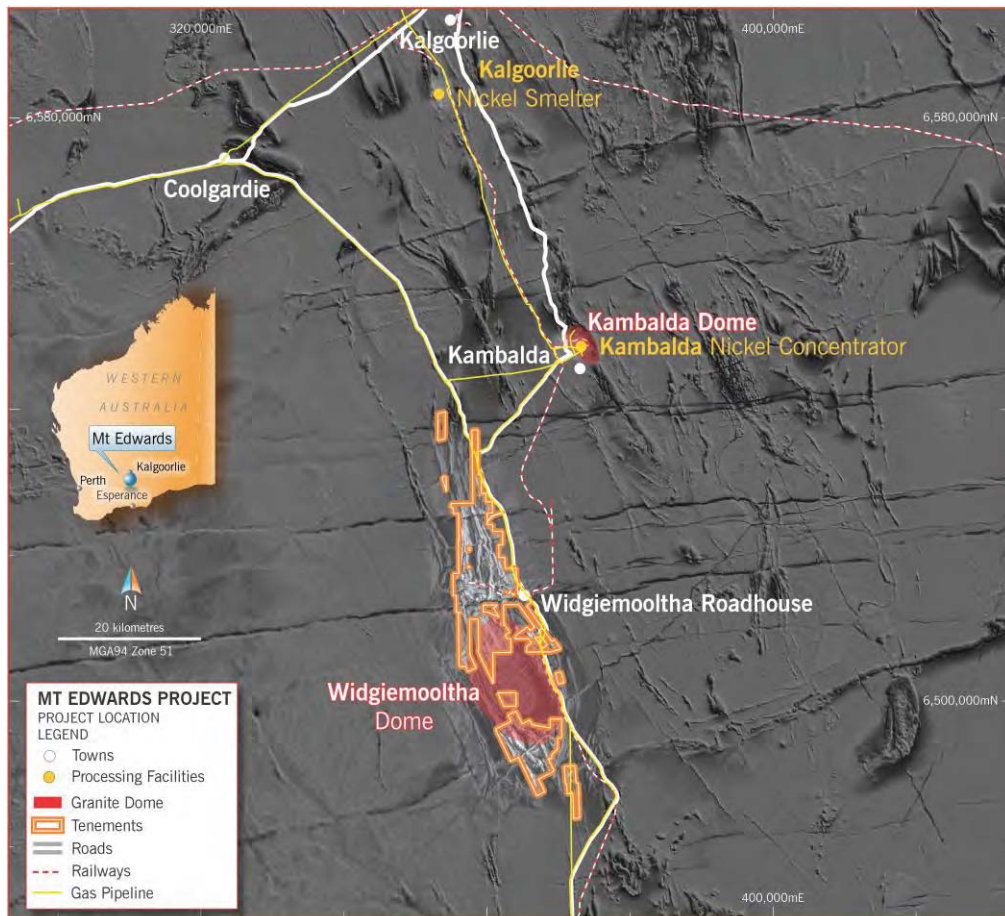 320,000mE
400,000mE
Kalgoorlie
Kalgoorlie
Nickel Smelter
6,580,000mN
6,580,000mN
Coolgardie
Kambalda Dome
Kambalda
Kambalda Nickel Concentrator
WESTERN
AUSTRALIA
Mt Edwards
Kalgoorlie
Perth
Esperance
N
20 kilometres
MGA94 Zone 51
Widgiemooltha Roadhouse
Widgiemooltha
Dome
6,500,000mN
MT EDWARDS PROJECT
PROJECT LOCATION
LEGEND
Towns
Processing Facilities
Granite Dome
Tenements
Roads
Railways
Gas Pipeline
400,000mE